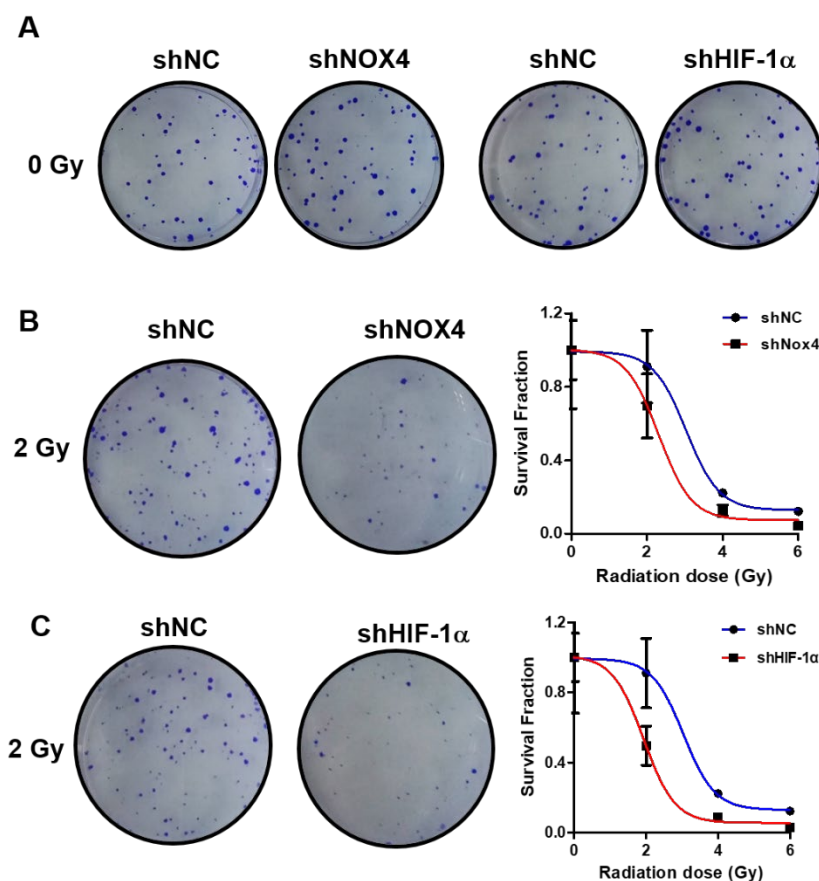 A
shNC shNOX4 shNC shHIF-1α
0 Gy
B
shNC shNOX4
2 Gy
1.2
0.8
0.4
0.0
Survival Fraction
shNC
shNox4
0 2 4 6
Radiation dose (Gy)
C
shNC shHIF-1α
2 Gy
1.2
0.8
0.4
0.0
Survival Fraction
shNC
shHIF-1α
0 2 4 6
Radiation dose (Gy)